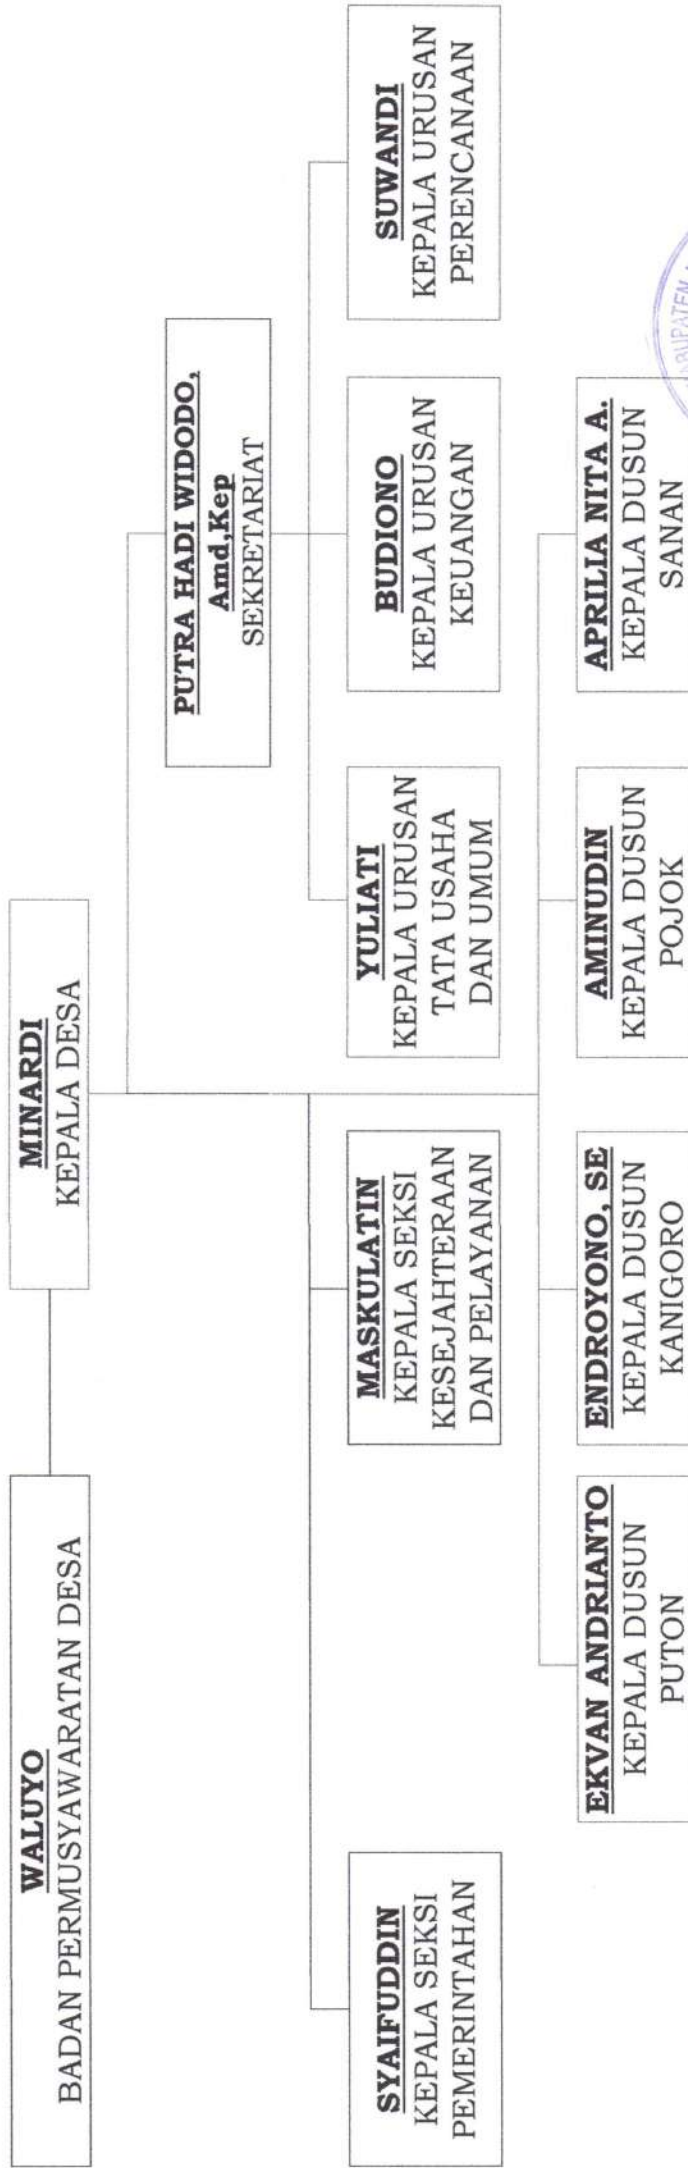 WALUYO
BADAN PERMUSYAWARATAN DESA
MINARDI
KEPALA DESA
PUTRA HADI WIDODO,
Amd,Kep
SEKRETARIAT
SYAIFUDDIN
KEPALA SEKSI
PEMERINTAHAN
MASKULATIN
KEPALA SEKSI
KESEJAHTERAAN
DAN PELAYANAN
YULIATI
KEPALA URUSAN
TATA USAHA
DAN UMUM
BUDIONO
KEPALA URUSAN
KEUANGAN
SUWANDI
KEPALA URUSAN
PERENCANAAN
EKVAN ANDRIANTO
KEPALA DUSUN
PUTON
ENDROYONO, SE
KEPALA DUSUN
KANIGORO
AMINUDIN
KEPALA DUSUN
POJOK
APRILIA NITA A.
KEPALA DUSUN
SANAN
KABUPATEN